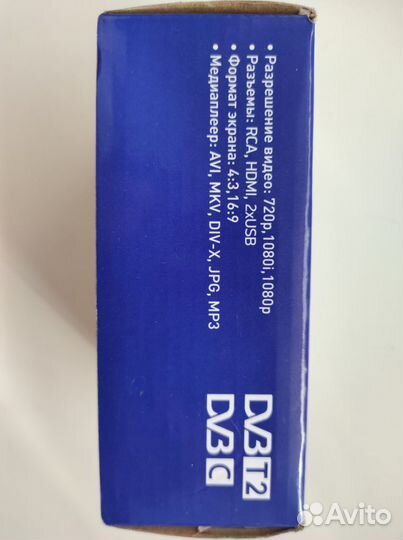 • Разрешение видео: 720p,1080i,1080p
• Разъемы: RCA, HDMI, 2xUSB
• Формат экрана: 4:3,16:9
• Медиаплеер: AVI, MKV, DIV-X, JPG, MP3
DVB T2
DVB C
Avito